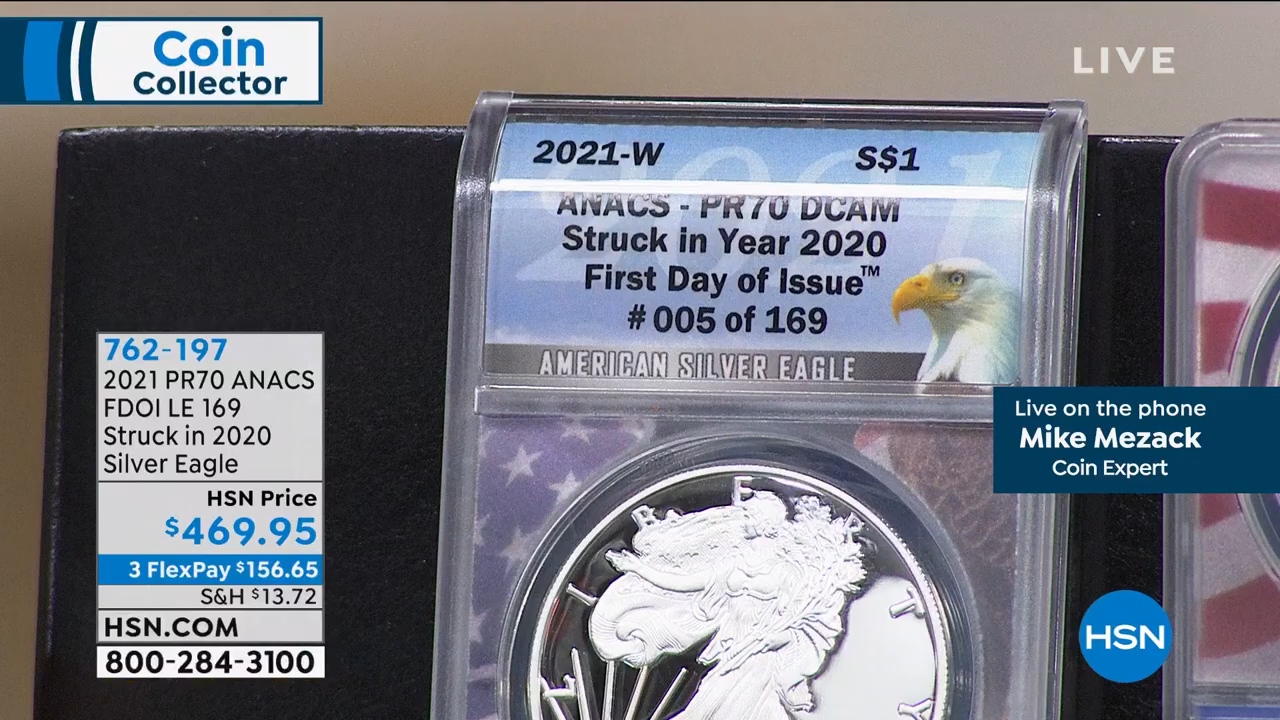 Coin
Collector
LIVE
2021-W S$1
ANACS - PR70 DCAM
Struck in Year 2020
First Day of Issue™
# 005 of 169
AMERICAN SILVER EAGLE
762-197
2021 PR70 ANACS
FDOI LE 169
Struck in 2020
Silver Eagle
HSN Price
$469.95
3 FlexPay $156.65
S&H $13.72
HSN.COM
800-284-3100
Live on the phone
Mike Mezack
Coin Expert
HSN
L I B E R T Y